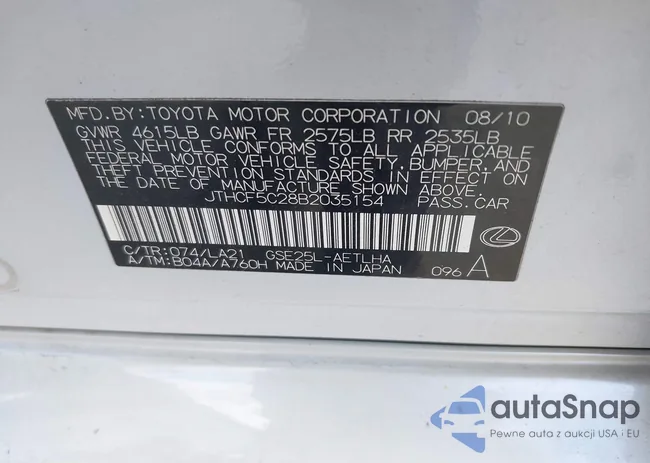 MFD.BY:TOYOTA MOTOR CORPORATION 08/10
GVWR 4615LB GAWR FR 2575LB RR 2535LB
THIS VEHICLE CONFORMS TO ALL APPLICABLE
FEDERAL MOTOR VEHICLE SAFETY,BUMPER,AND
THEFT PREVENTION STANDARDS IN EFFECT ON
THE DATE OF MANUFACTURE SHOWN ABOVE.
JTHCF5C28B2035154 PASS.CAR
C/TR:074/LA21 GSE25L-AETLHA
A/TM:B04A/A760H MADE IN JAPAN 096 A
autaSnap
Pewne auta z aukcji USA i EU